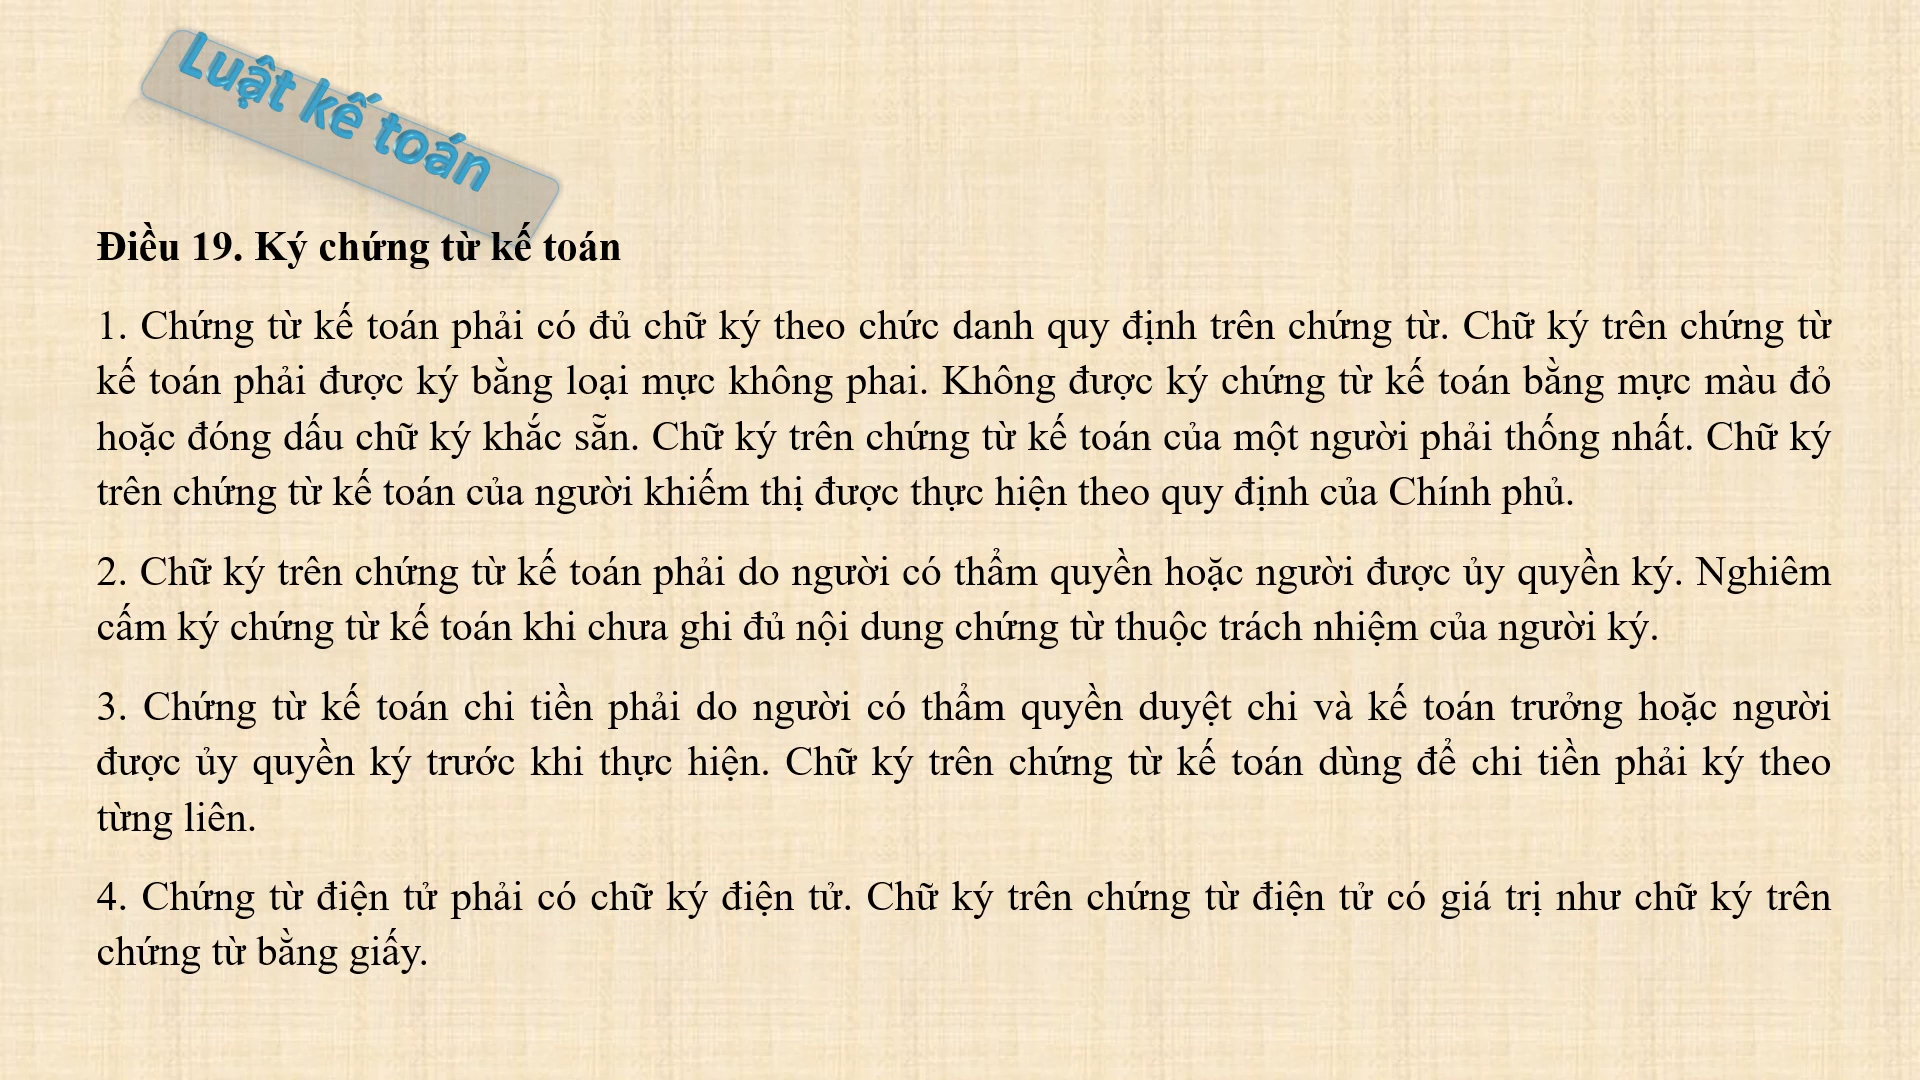 Luật kế toán
Điều 19. Ký chứng từ kế toán
1. Chứng từ kế toán phải có đủ chữ ký theo chức danh quy định trên chứng từ. Chữ ký trên chứng từ
kế toán phải được ký bằng loại mực không phai. Không được ký chứng từ kế toán bằng mực màu đỏ
hoặc đóng dấu chữ ký khắc sẵn. Chữ ký trên chứng từ kế toán của một người phải thống nhất. Chữ ký
trên chứng từ kế toán của người khiếm thị được thực hiện theo quy định của Chính phủ.
2. Chữ ký trên chứng từ kế toán phải do người có thẩm quyền hoặc người được ủy quyền ký. Nghiêm
cấm ký chứng từ kế toán khi chưa ghi đủ nội dung chứng từ thuộc trách nhiệm của người ký.
3. Chứng từ kế toán chi tiền phải do người có thẩm quyền duyệt chi và kế toán trưởng hoặc người
được ủy quyền ký trước khi thực hiện. Chữ ký trên chứng từ kế toán dùng để chi tiền phải ký theo
từng liên.
4. Chứng từ điện tử phải có chữ ký điện tử. Chữ ký trên chứng từ điện tử có giá trị như chữ ký trên
chứng từ bằng giấy.